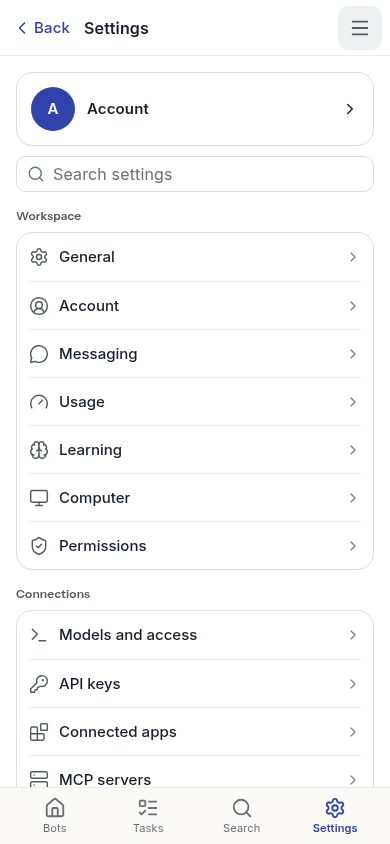 Back
Settings
A
Account
Search settings
Workspace
General
Account
Messaging
Usage
Learning
Computer
Permissions
Connections
Models and access
API keys
Connected apps
MCP servers
Bots
Tasks
Search
Settings